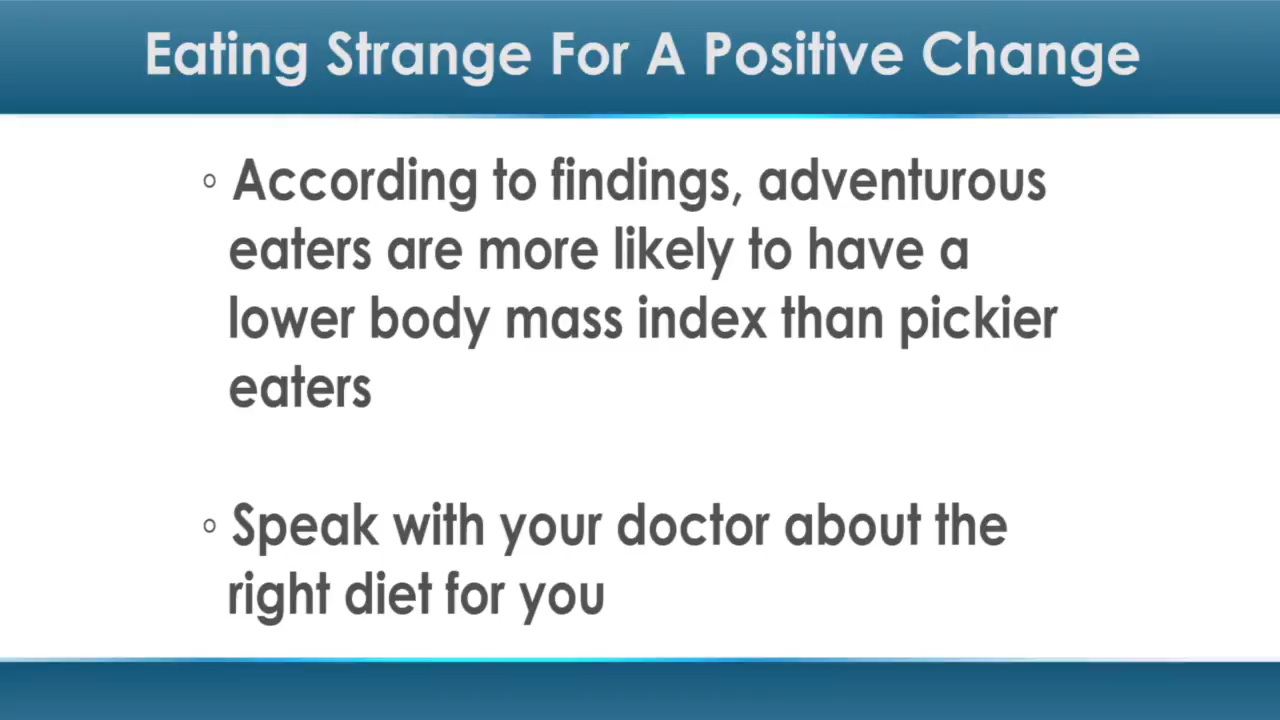 Eating Strange For A Positive Change
◦ According to findings, adventurous
eaters are more likely to have a
lower body mass index than pickier
eaters
◦ Speak with your doctor about the
right diet for you